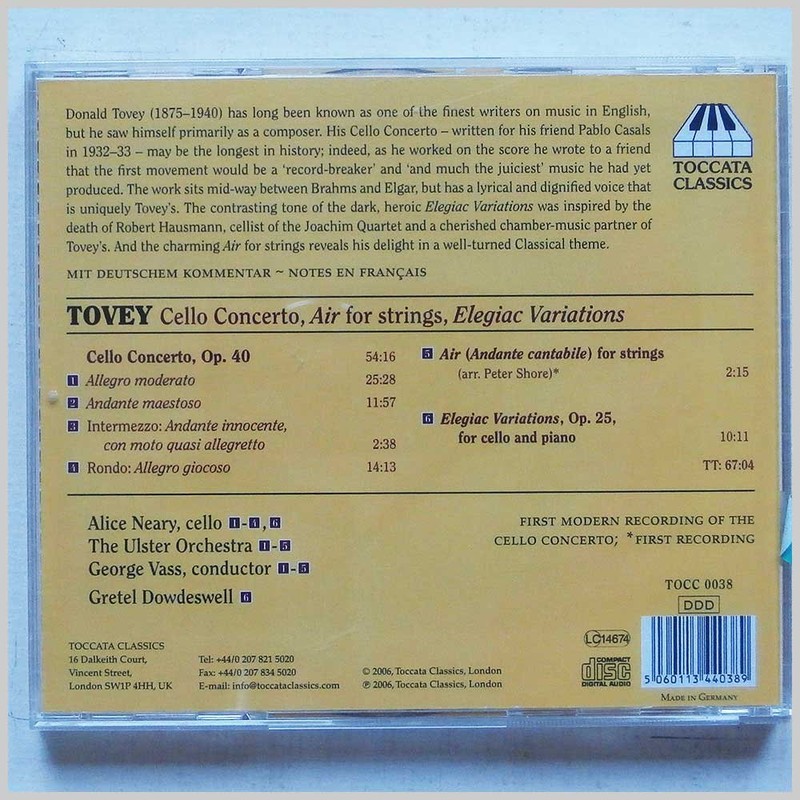 Donald Tovey (1875–1940) has long been known as one of the finest writers on music in English,
but he saw himself primarily as a composer. His Cello Concerto – written for his friend Pablo Casals
in 1932–33 – may be the longest in history; indeed, as he worked on the score he wrote to a friend
that the first movement would be a 'record-breaker' and 'and much the juiciest' music he had yet
produced. The work sits mid-way between Brahms and Elgar, but has a lyrical and dignified voice that
is uniquely Tovey's. The contrasting tone of the dark, heroic Elegiac Variations was inspired by the
death of Robert Hausmann, cellist of the Joachim Quartet and a cherished chamber-music partner of
Tovey's. And the charming Air for strings reveals his delight in a well-turned Classical theme.
TOCCATA
CLASSICS
MIT DEUTSCHEM KOMMENTAR ~ NOTES EN FRANÇAIS
TOVEY Cello Concerto, Air for strings, Elegiac Variations
Cello Concerto, Op. 40 54:16
1 Allegro moderato 25:28
2 Andante maestoso 11:57
3 Intermezzo: Andante innocente,
con moto quasi allegretto 2:38
4 Rondo: Allegro giocoso 14:13
5 Air (Andante cantabile) for strings
(arr. Peter Shore)* 2:15
6 Elegiac Variations, Op. 25,
for cello and piano 10:11
TT: 67:04
Alice Neary, cello 1-4, 6
The Ulster Orchestra 1-5
George Vass, conductor 1-5
Gretel Dowdeswell 6
FIRST MODERN RECORDING OF THE
CELLO CONCERTO; *FIRST RECORDING
TOCC 0038
DDD
LC14674
COMPACT
disc
DIGITAL AUDIO
5 060113 440389
MADE IN GERMANY
TOCCATA CLASSICS
16 Dalkeith Court,
Vincent Street,
London SW1P 4HH, UK
Tel: +44/0 207 821 5020
Fax: +44/0 207 834 5020
E-mail: info@toccataclassics.com
© 2006, Toccata Classics, London
℗ 2006, Toccata Classics, London